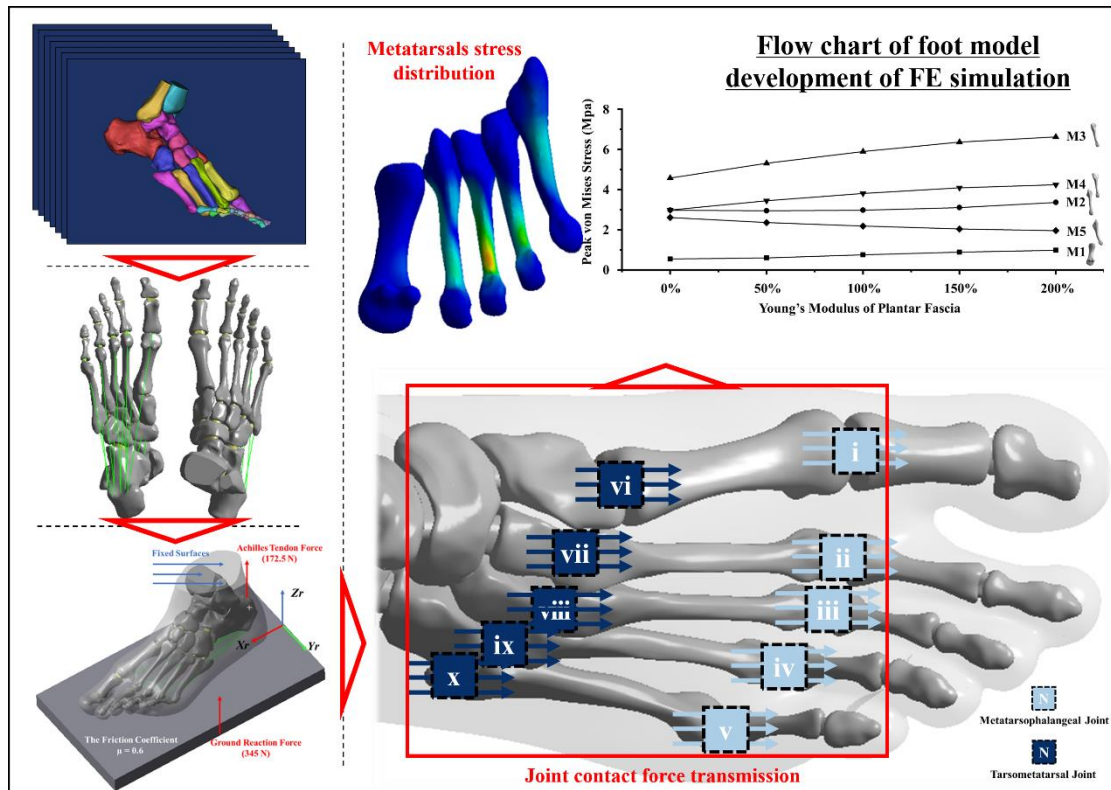 Metatarsals stress
distribution
Flow chart of foot model
development of FE simulation
Peak von Mises Stress (Mpa)
8
6
4
2
0
M3
M4
M2
M5
M1
0%
50%
100%
150%
200%
Young's Modulus of Plantar Fascia
Fixed Surfaces
Achilles Tendon Force
(172.5 N)
Zr
Xr
Yr
The Friction Coefficient
μ = 0.6
Ground Reaction Force
(345 N)
i
ii
iii
iv
v
vi
vii
viii
ix
x
N
Metatarsophalangeal Joint
N
Tarsometatarsal Joint
Joint contact force transmission